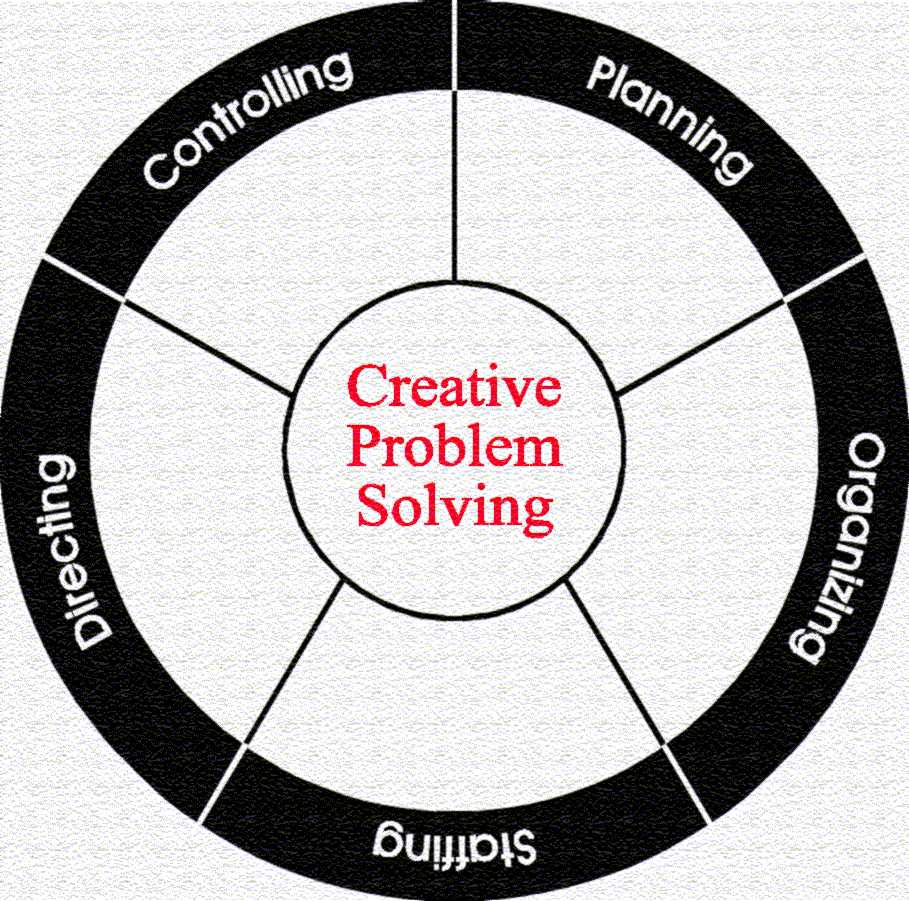 Controlling
Planning
Creative
Problem
Solving
Directing
Organizing
Staffing